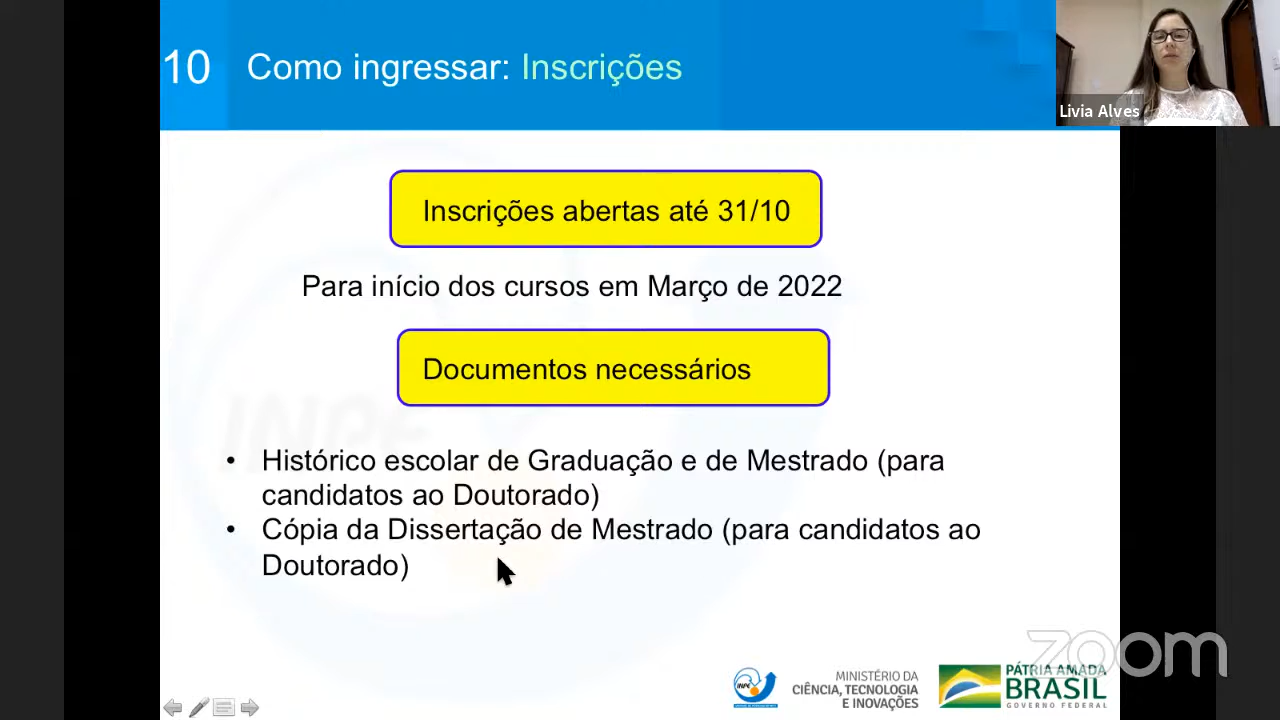 10 Como ingressar: Inscrições
Livia Alves
Inscrições abertas até 31/10
Para início dos cursos em Março de 2022
Documentos necessários
INPE
• Histórico escolar de Graduação e de Mestrado (para
candidatos ao Doutorado)
• Cópia da Dissertação de Mestrado (para candidatos ao
Doutorado)
zoom
INPE
MINISTÉRIO DA
CIÊNCIA, TECNOLOGIA
E INOVAÇÕES
PÁTRIA AMADA
BRASIL
GOVERNO FEDERAL